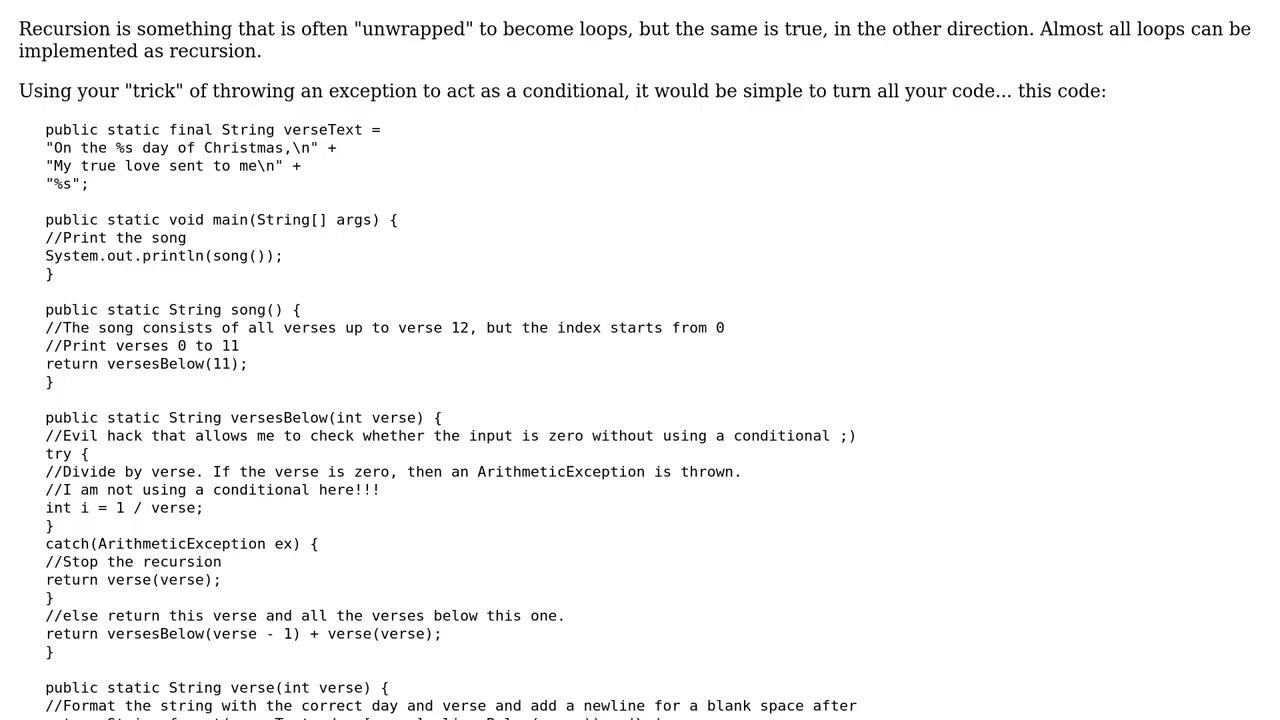 Recursion is something that is often "unwrapped" to become loops, but the same is true, in the other direction. Almost all loops can be
implemented as recursion.
Using your "trick" of throwing an exception to act as a conditional, it would be simple to turn all your code... this code:
public static final String verseText =
"On the %s day of Christmas,\n" +
"My true love sent to me\n" +
"%s";
public static void main(String[] args) {
//Print the song
System.out.println(song());
}
public static String song() {
//The song consists of all verses up to verse 12, but the index starts from 0
//Print verses 0 to 11
return versesBelow(11);
}
public static String versesBelow(int verse) {
//Evil hack that allows me to check whether the input is zero without using a conditional ;)
try {
//Divide by verse. If the verse is zero, then an ArithmeticException is thrown.
//I am not using a conditional here!!!
int i = 1 / verse;
}
catch(ArithmeticException ex) {
//Stop the recursion
return verse(verse);
}
//else return this verse and all the verses below this one.
return versesBelow(verse - 1) + verse(verse);
}
public static String verse(int verse) {
//Format the string with the correct day and verse and add a newline for a blank space after